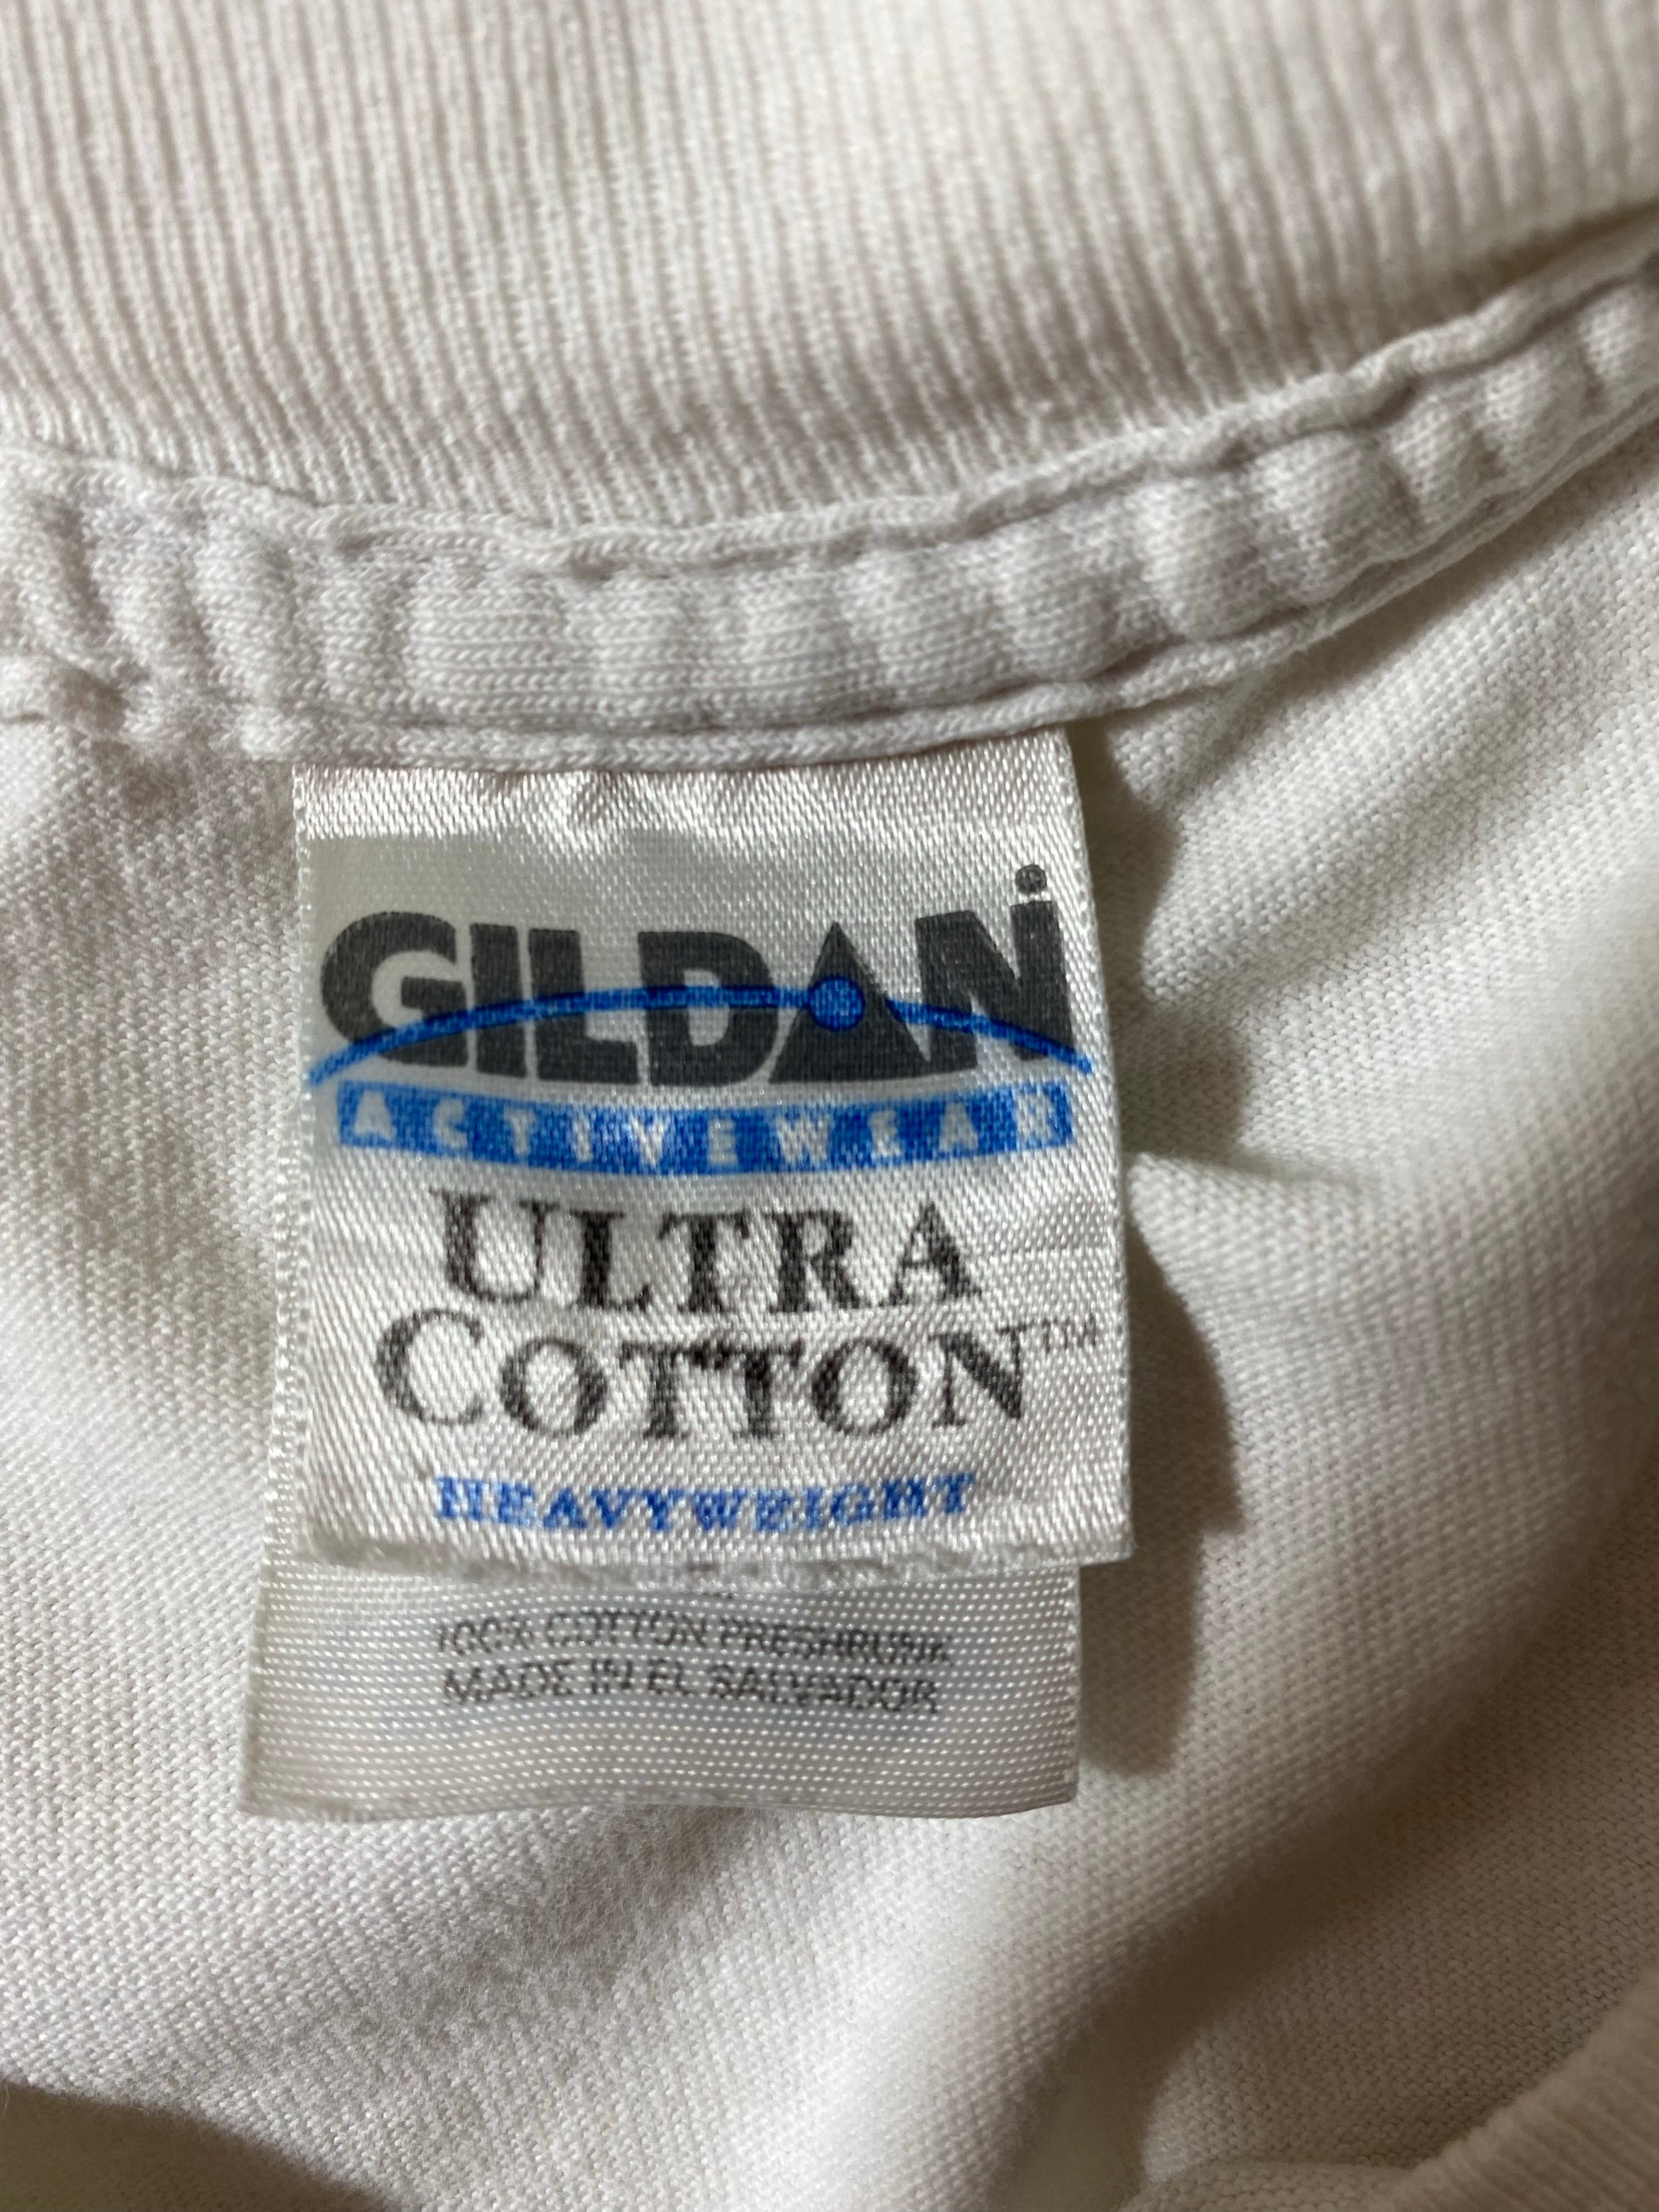 GILDAN
ACTIVEWEAR
ULTRA
COTTON™
HEAVYWEIGHT
100% COTTON PRESHRUNK
MADE IN EL SALVADOR